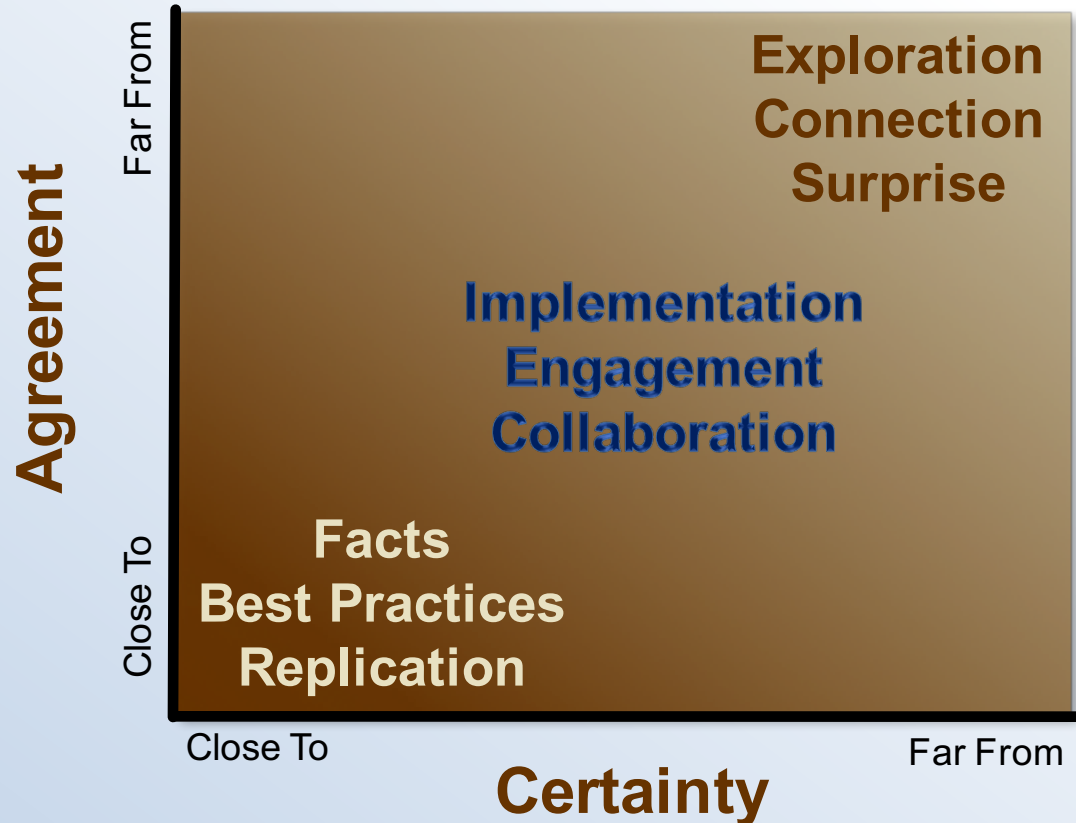 Agreement
Far From
Close To
Exploration
Connection
Surprise
Implementation
Engagement
Collaboration
Facts
Best Practices
Replication
Close To
Far From
Certainty